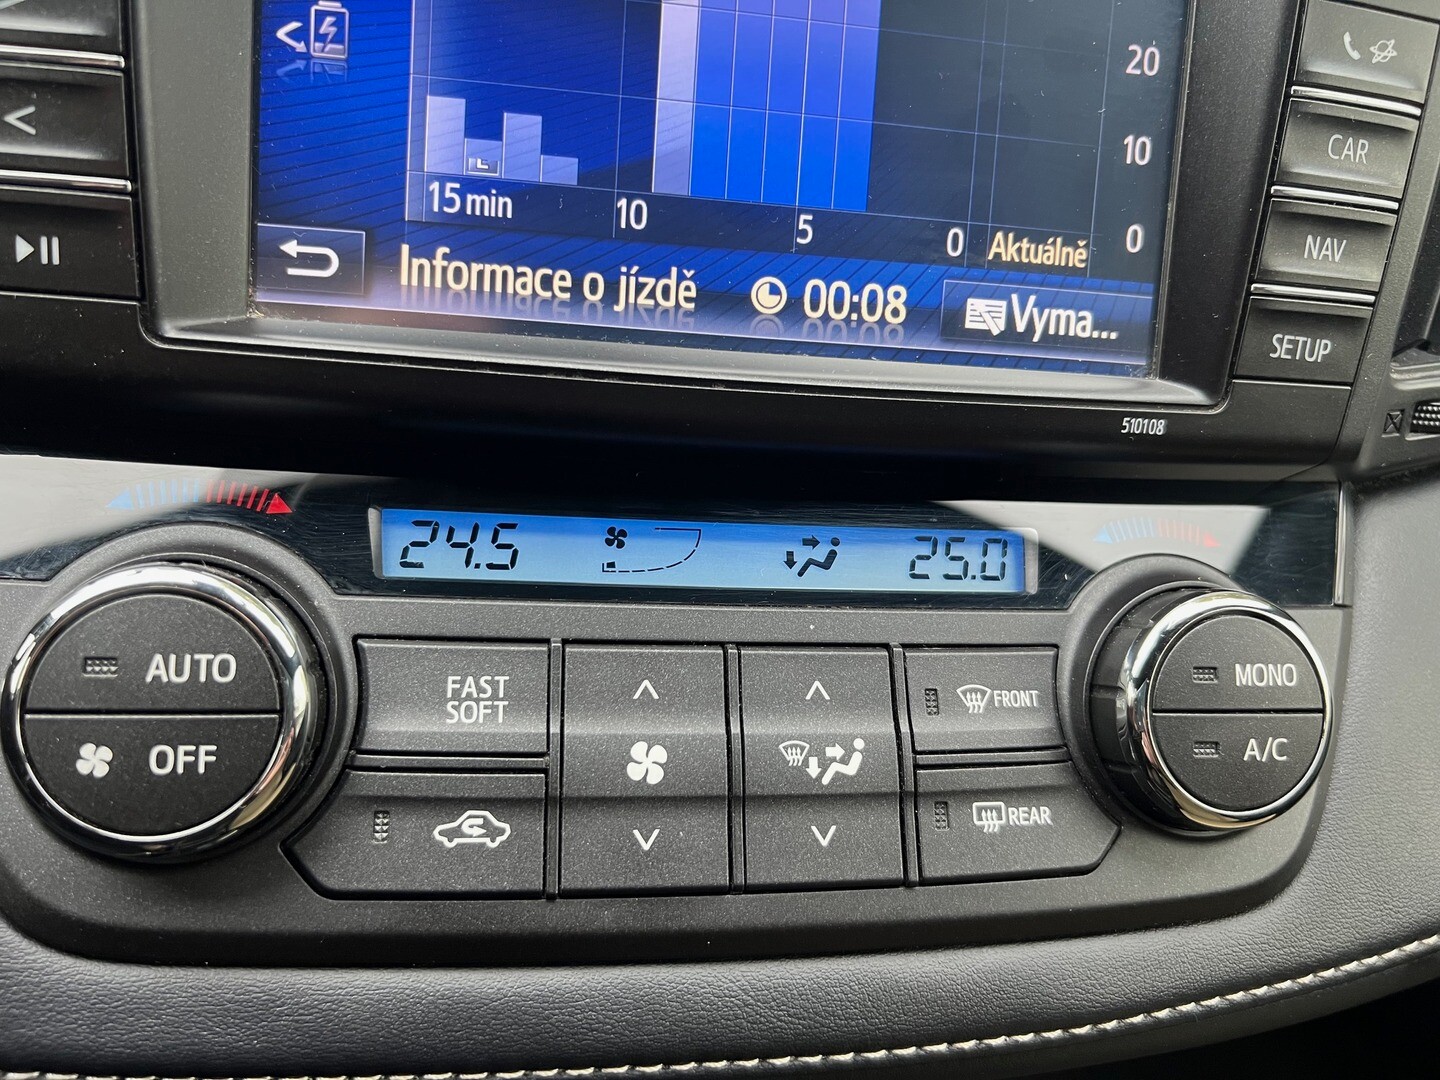 20
10
0
15 min
10
5
0
Aktuálně
Informace o jízdě
00:08
Vyma...
CAR
NAV
SETUP
510108
24.5
25.0
AUTO
OFF
FAST
SOFT
FRONT
REAR
MONO
A/C